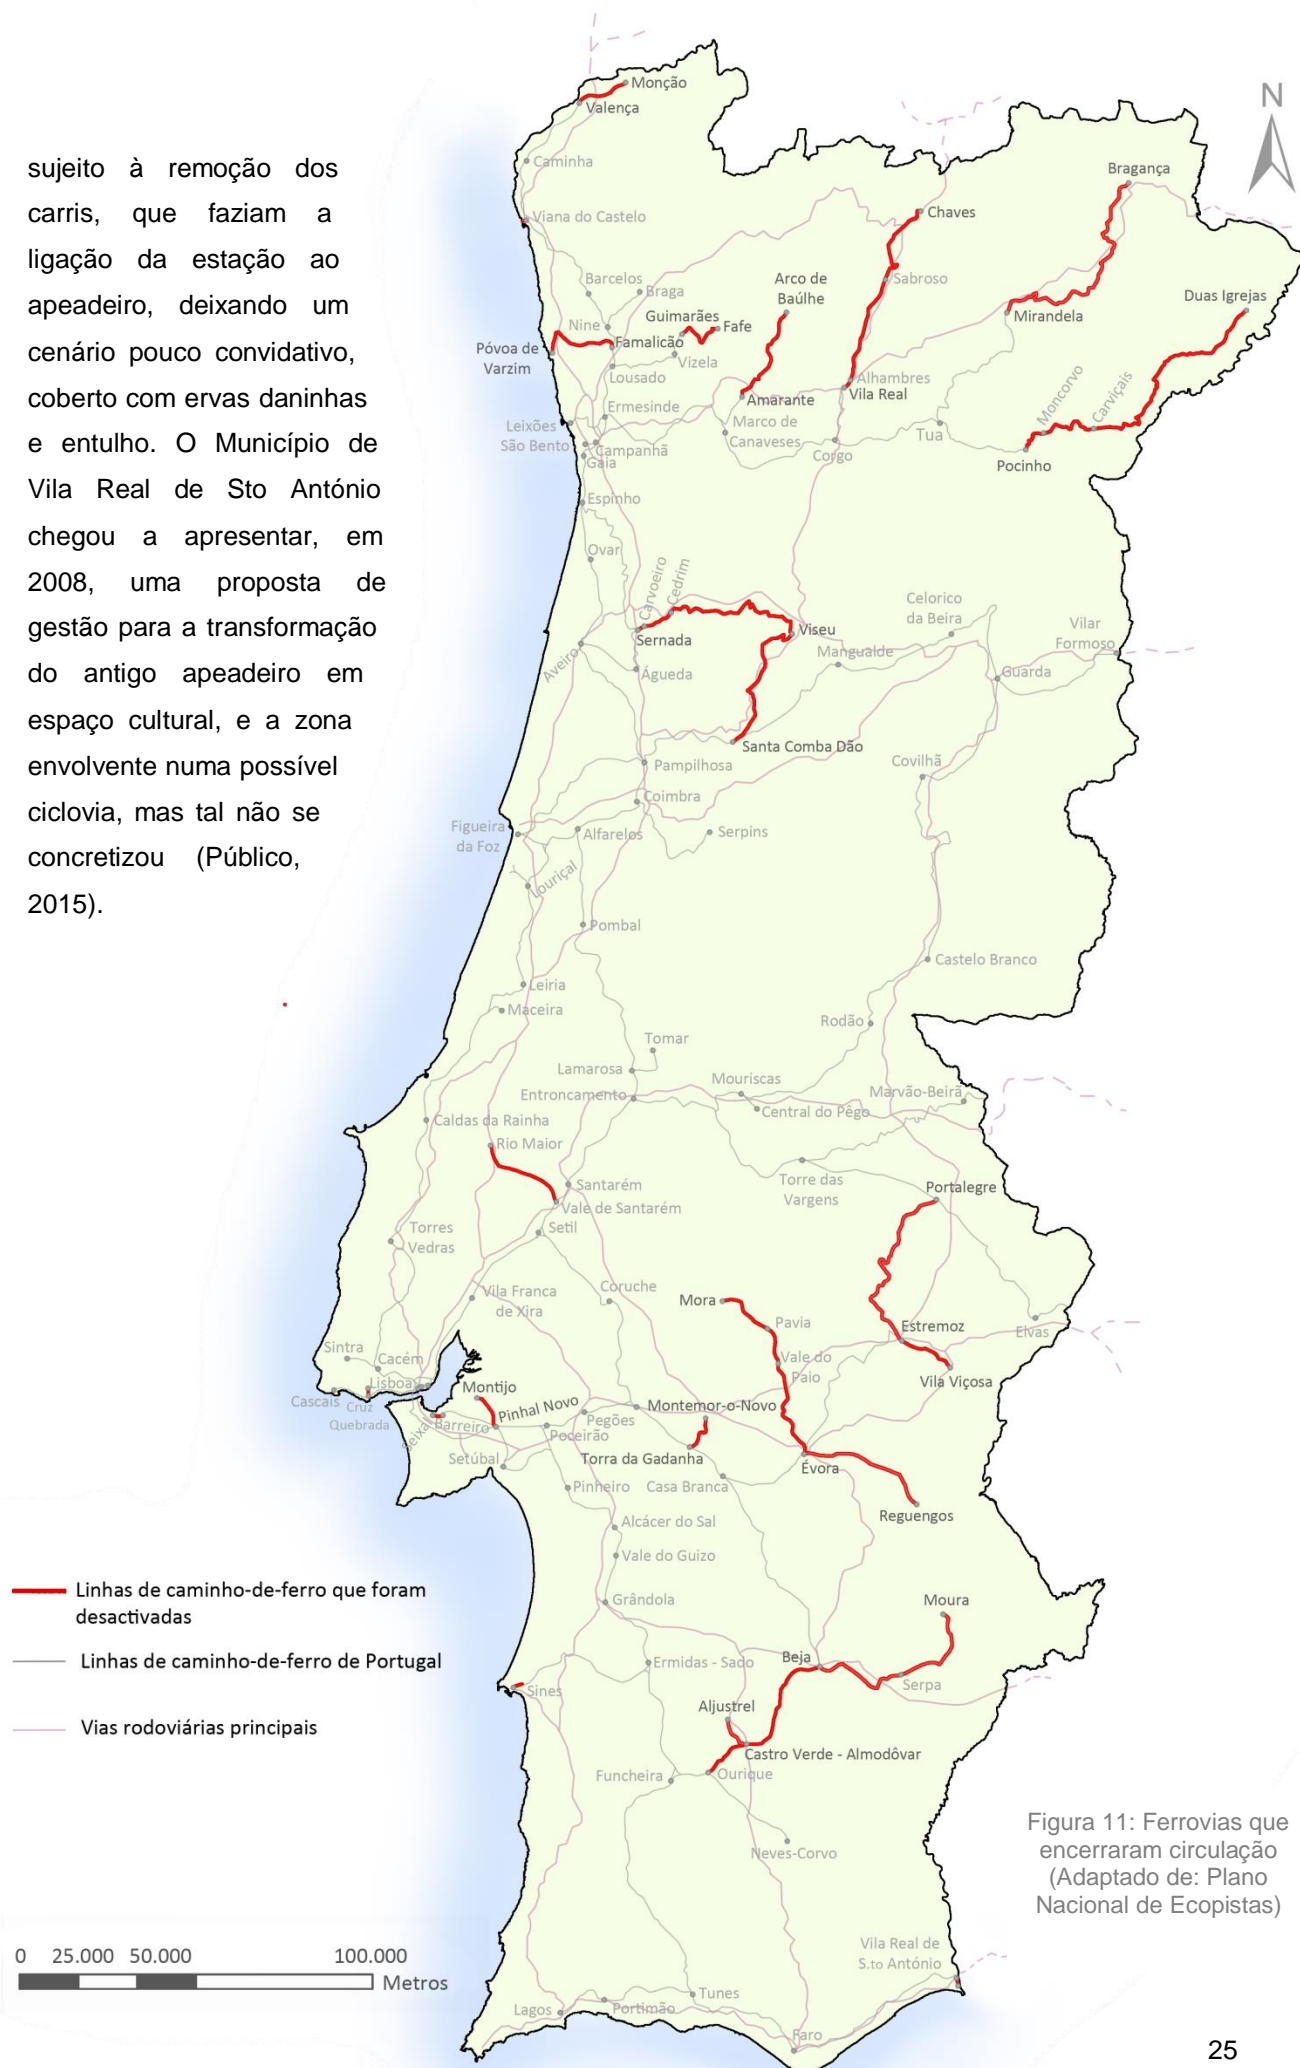 sujeito à remoção dos
carris, que faziam a
ligação da estação ao
apeadeiro, deixando um
cenário pouco convidativo,
coberto com ervas daninhas
e entulho. O Município de
Vila Real de Sto António
chegou a apresentar, em
2008, uma proposta de
gestão para a transformação
do antigo apeadeiro em
espaço cultural, e a zona
envolvente numa possível
ciclovia, mas tal não se
concretizou (Público,
2015).
N
Monção
Valença
Caminha
Viana do Castelo
Bragança
Chaves
Sabroso
Barcelos
Braga
Arco de
Baúlhe
Duas Igrejas
Mirandela
Nine
Guimarães
Fafe
Famalicão
Póvoa de
Varzim
Vizela
Lousado
Alhambres
Vila Real
Amarante
Moncorvo
Carviçais
Ermesinde
Leixões
São Bento
Marco de
Canaveses
Campanhã
Gaia
Corgo
Tua
Pocinho
Espinho
Ovar
Carvoeiro
Cedrim
Celorico
da Beira
Sernada
Viseu
Vilar
Formoso
Aveiro
Águeda
Mangualde
Guarda
Santa Comba Dão
Pampilhosa
Covilhã
Coimbra
Figueira
da Foz
Alfarelos
Serpins
Louriçal
Pombal
Castelo Branco
Leiria
Maceira
Rodão
Tomar
Lamarosa
Entroncamento
Mouriscas
Central do Pêgo
Marvão-Beirã
Caldas da Rainha
Rio Maior
Santarém
Vale de Santarém
Torre das
Vargens
Portalegre
Setil
Torres
Vedras
Vila Franca
de Xira
Coruche
Mora
Pavia
Estremoz
Elvas
Vale do
Paio
Vila Viçosa
Sintra
Cacém
Lisboa
Cascais
Cruz
Quebrada
Montijo
Seixal
Barreiro
Pinhal Novo
Pegões
Poceirão
Montemor-o-Novo
Setúbal
Torra da Gadanha
Évora
Pinheiro
Casa Branca
Reguengos
Alcácer do Sal
Vale do Guizo
Grândola
Moura
Ermidas - Sado
Beja
Serpa
Sines
Aljustrel
Castro Verde - Almodôvar
Funcheira
Ourique
Neves-Corvo
Vila Real de
S.to António
Tunes
Lagos
Portimão
Faro
Linhas de caminho-de-ferro que foram
desactivadas
Linhas de caminho-de-ferro de Portugal
Vias rodoviárias principais
0 25.000 50.000 100.000
Metros
Figura 11: Ferrovias que
encerraram circulação
(Adaptado de: Plano
Nacional de Ecopistas)
25